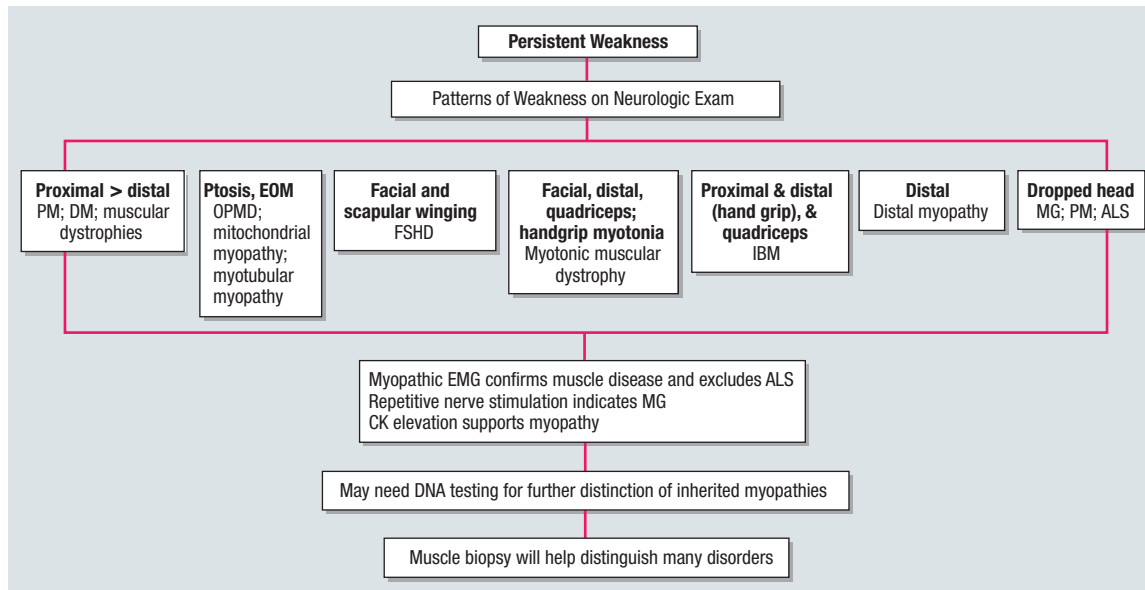 Persistent Weakness
Patterns of Weakness on Neurologic Exam
Proximal > distal
PM; DM; muscular
dystrophies
Ptosis, EOM
OPMD;
mitochondrial
myopathy;
myotubular
myopathy
Facial and
scapular winging
FSHD
Facial, distal,
quadriceps;
handgrip myotonia
Myotonic muscular
dystrophy
Proximal & distal
(hand grip), &
quadriceps
IBM
Distal
Distal myopathy
Dropped head
MG; PM; ALS
Myopathic EMG confirms muscle disease and excludes ALS
Repetitive nerve stimulation indicates MG
CK elevation supports myopathy
May need DNA testing for further distinction of inherited myopathies
Muscle biopsy will help distinguish many disorders